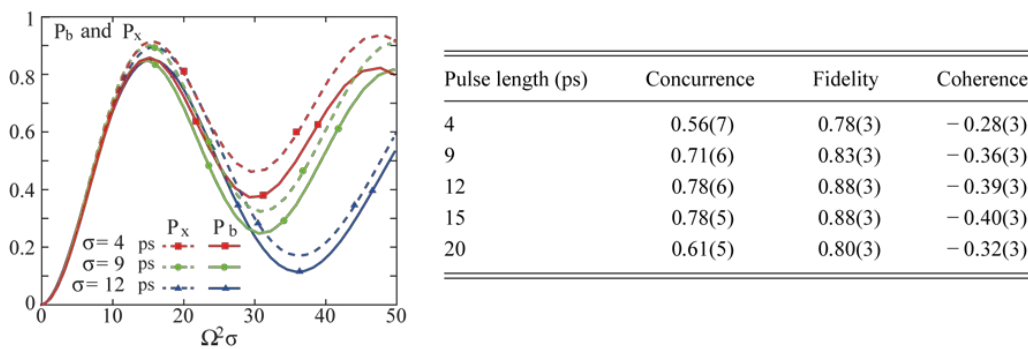 P_b and P_x
1
0.8
0.6
0.4
0.2
0
0 10 20 30 40 50
Ω²σ
P_x P_b
σ= 4 ps
σ= 9 ps
σ= 12 ps
Pulse length (ps) Concurrence Fidelity Coherence
4 0.56(7) 0.78(3) −0.28(3)
9 0.71(6) 0.83(3) −0.36(3)
12 0.78(6) 0.88(3) −0.39(3)
15 0.78(5) 0.88(3) −0.40(3)
20 0.61(5) 0.80(3) −0.32(3)